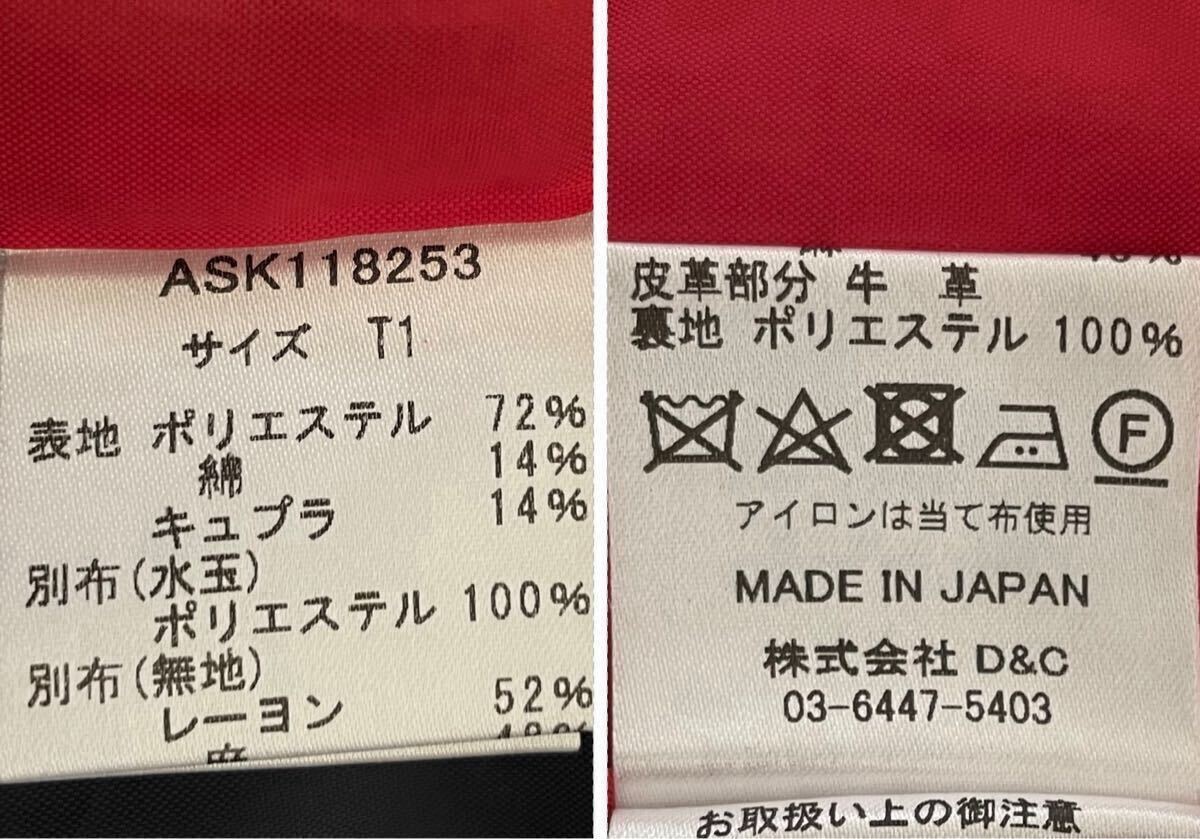 ASK118253
サイズ T1
表地 ポリエステル 72%
綿 14%
キュプラ 14%
別布(水玉)
ポリエステル 100%
別布(無地)
レーヨン 52%
皮革部分 牛 革
裏地 ポリエステル 100%
F
アイロンは当て布使用
MADE IN JAPAN
株式会社 D&C
03-6447-5403
お取扱い上の御注意